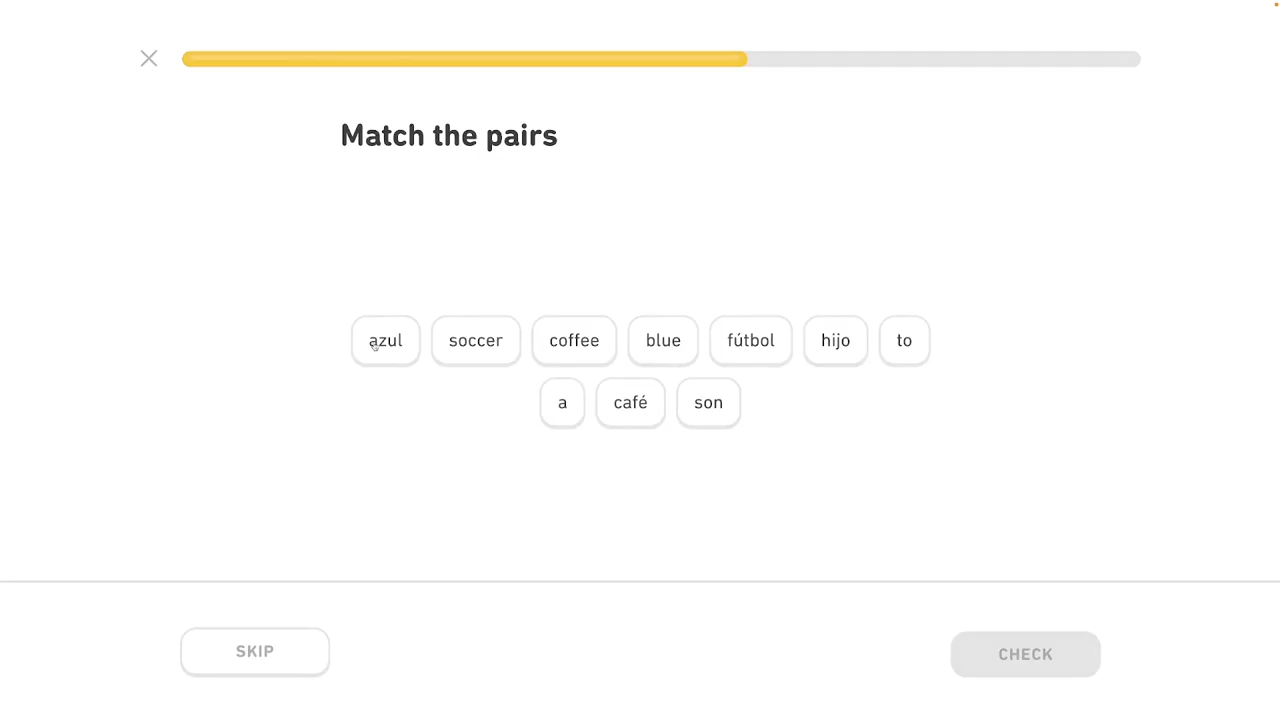 Match the pairs
azul soccer coffee blue fútbol hijo to
a café son
SKIP CHECK